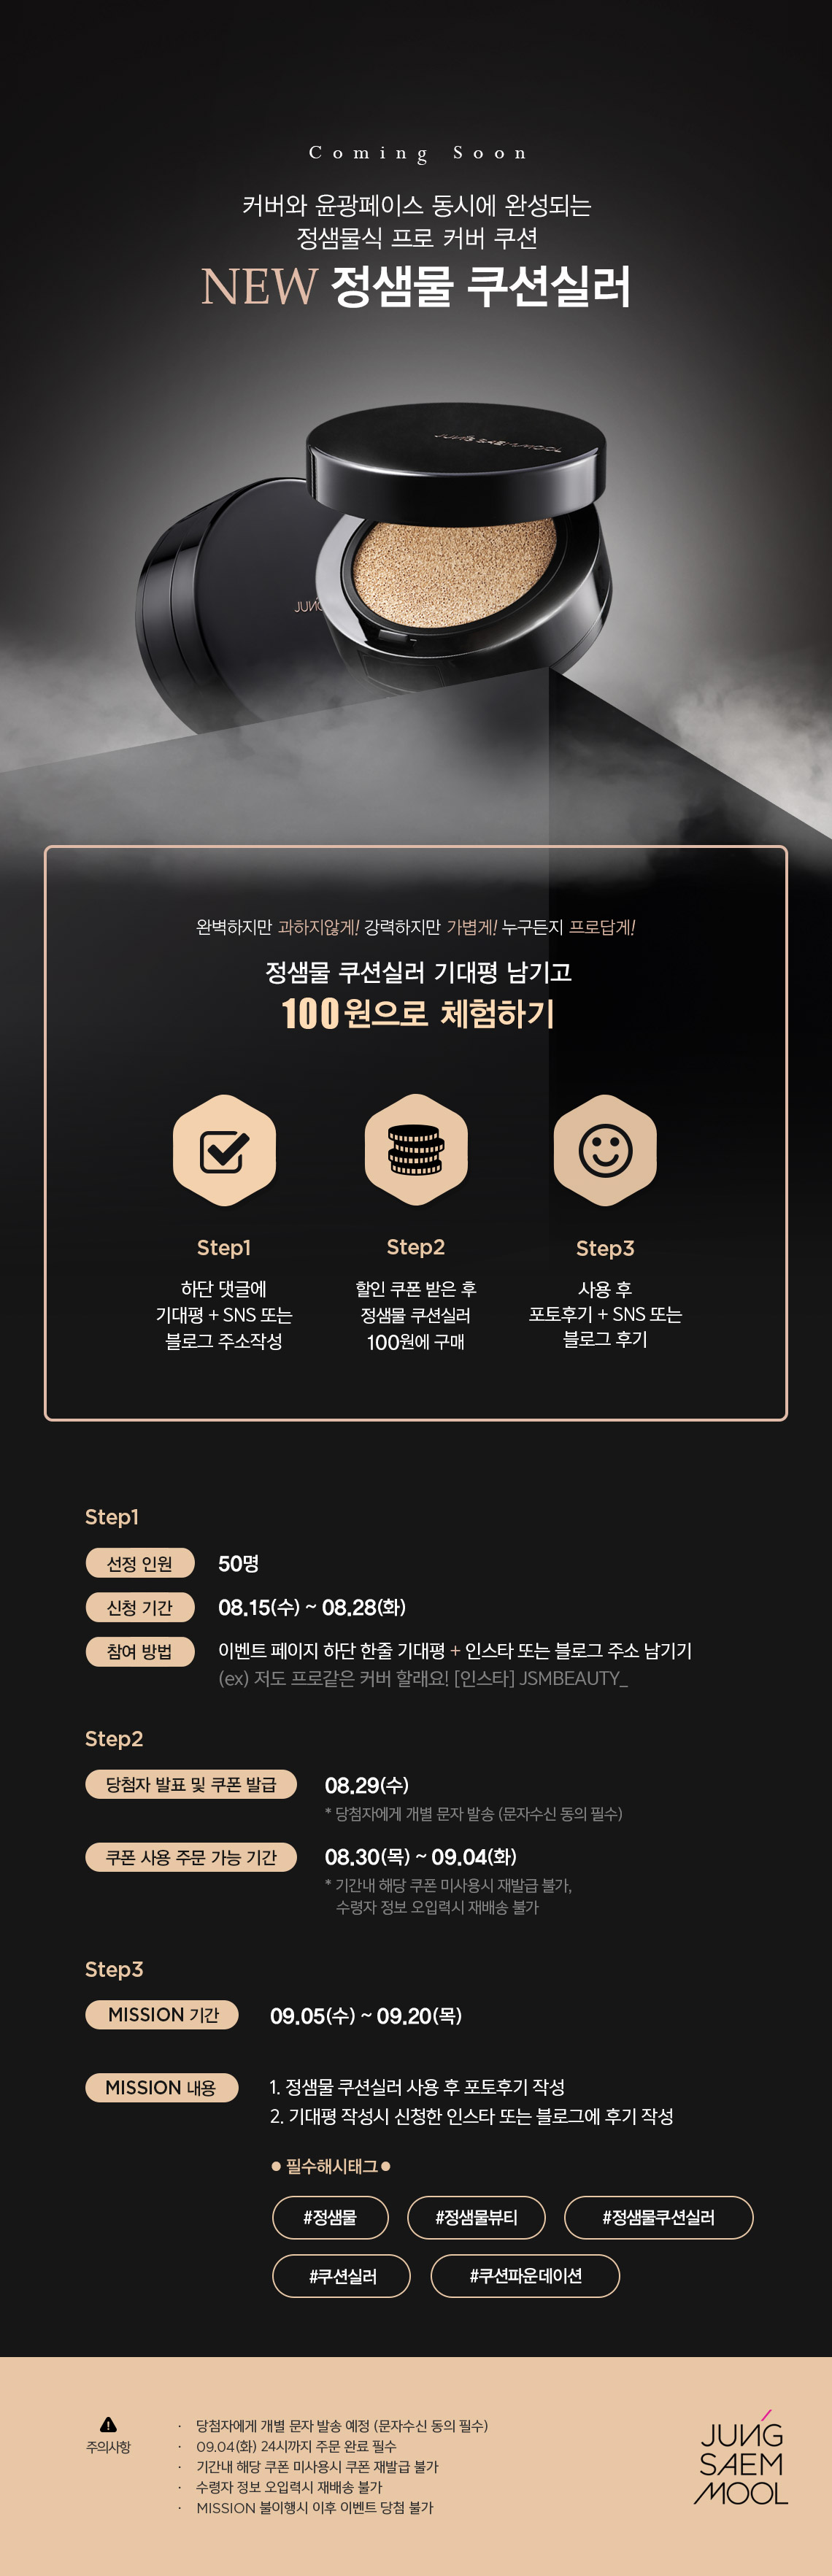 Coming Soon
커버와 윤광페이스 동시에 완성되는
정샘물식 프로 커버 쿠션
NEW 정샘물 쿠션실러
JUNG SAEM MOOL
JUNG
완벽하지만 과하지않게! 강력하지만 가볍게! 누구든지 프로답게!
정샘물 쿠션실러 기대평 남기고
100원으로 체험하기
Step1
하단 댓글에
기대평 + SNS 또는
블로그 주소작성
Step2
할인 쿠폰 받은 후
정샘물 쿠션실러
100원에 구매
Step3
사용 후
포토후기 + SNS 또는
블로그 후기
Step1
선정 인원 50명
신청 기간 08.15(수) ~ 08.28(화)
참여 방법 이벤트 페이지 하단 한줄 기대평 + 인스타 또는 블로그 주소 남기기
(ex) 저도 프로같은 커버 할래요! [인스타] JSMBEAUTY_
Step2
당첨자 발표 및 쿠폰 발급 08.29(수)
* 당첨자에게 개별 문자 발송 (문자수신 동의 필수)
쿠폰 사용 주문 가능 기간 08.30(목) ~ 09.04(화)
* 기간내 해당 쿠폰 미사용시 재발급 불가,
수령자 정보 오입력시 재배송 불가
Step3
MISSION 기간 09.05(수) ~ 09.20(목)
MISSION 내용 1. 정샘물 쿠션실러 사용 후 포토후기 작성
2. 기대평 작성시 신청한 인스타 또는 블로그에 후기 작성
● 필수해시태그 ●
#정샘물 #정샘물뷰티 #정샘물쿠션실러
#쿠션실러 #쿠션파운데이션
주의사항
· 당첨자에게 개별 문자 발송 예정 (문자수신 동의 필수)
· 09.04(화) 24시까지 주문 완료 필수
· 기간내 해당 쿠폰 미사용시 쿠폰 재발급 불가
· 수령자 정보 오입력시 재배송 불가
· MISSION 불이행시 이후 이벤트 당첨 불가
JUNG
SAEM
MOOL